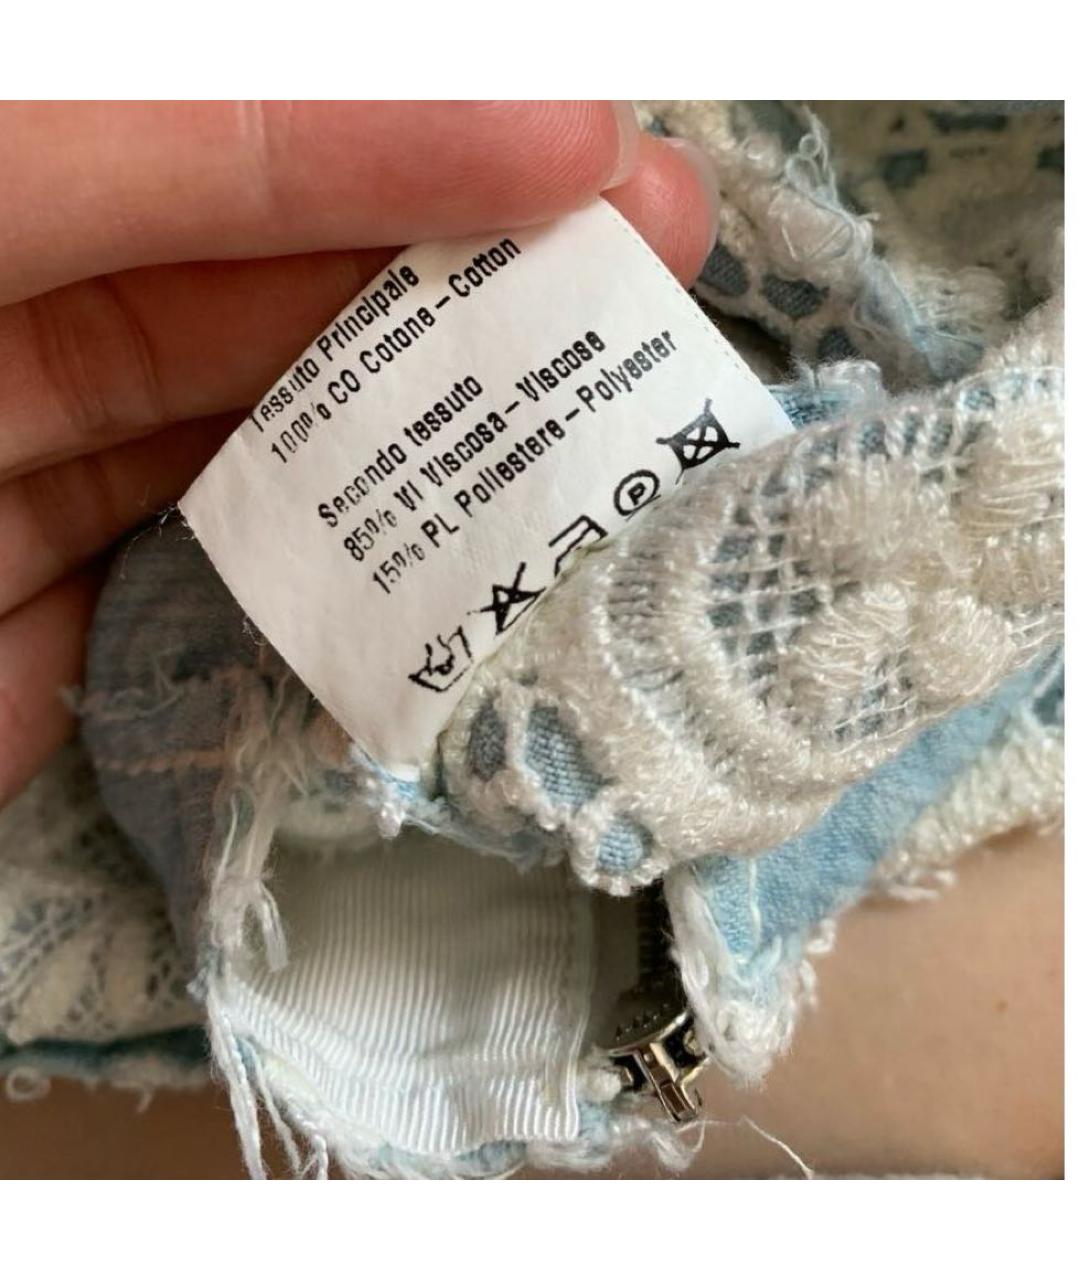 Tessuto Principale
100% CO Cotone – Cotton
Secondo tessuto
85% VI Viscosa – Viscose
15% PL Poliestere – Polyester
P